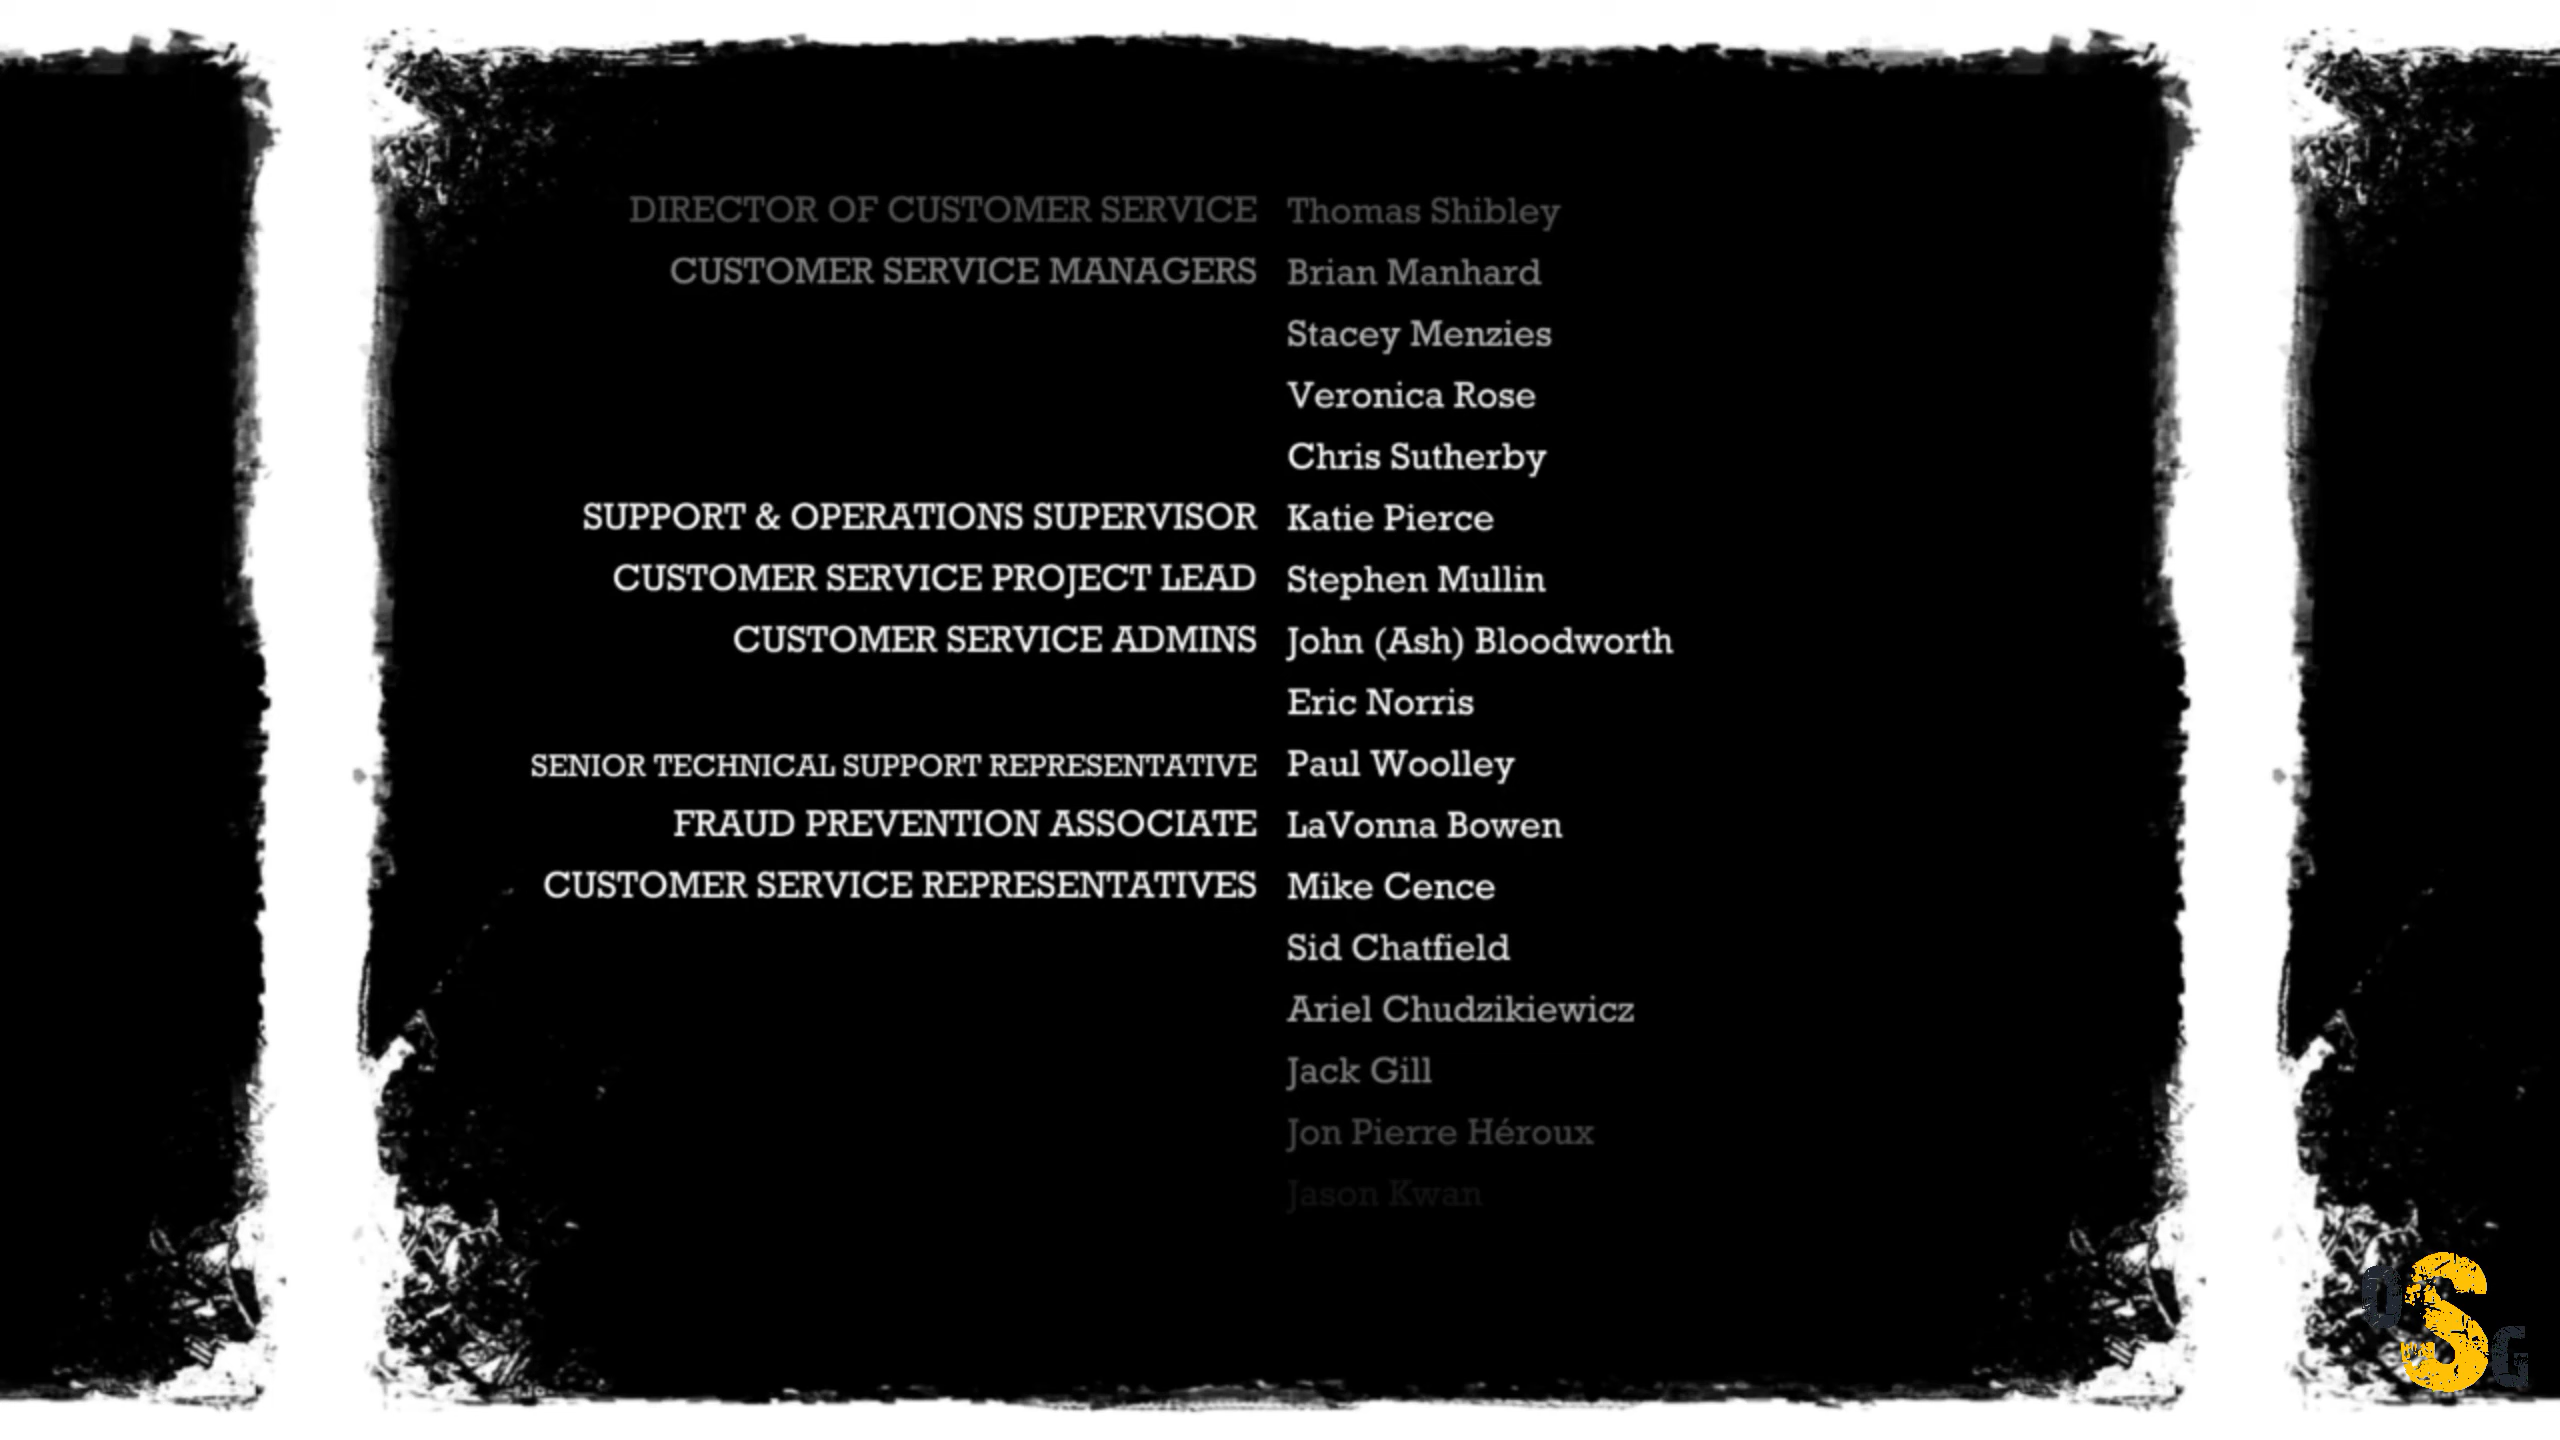 DIRECTOR OF CUSTOMER SERVICE Thomas Shibley
CUSTOMER SERVICE MANAGERS Brian Manhard
Stacey Menzies
Veronica Rose
Chris Sutherby
SUPPORT & OPERATIONS SUPERVISOR Katie Pierce
CUSTOMER SERVICE PROJECT LEAD Stephen Mullin
CUSTOMER SERVICE ADMINS John (Ash) Bloodworth
Eric Norris
SENIOR TECHNICAL SUPPORT REPRESENTATIVE Paul Woolley
FRAUD PREVENTION ASSOCIATE LaVonna Bowen
CUSTOMER SERVICE REPRESENTATIVES Mike Cence
Sid Chatfield
Ariel Chudzikiewicz
Jack Gill
Jon Pierre Héroux
Jason Kwan
OSG